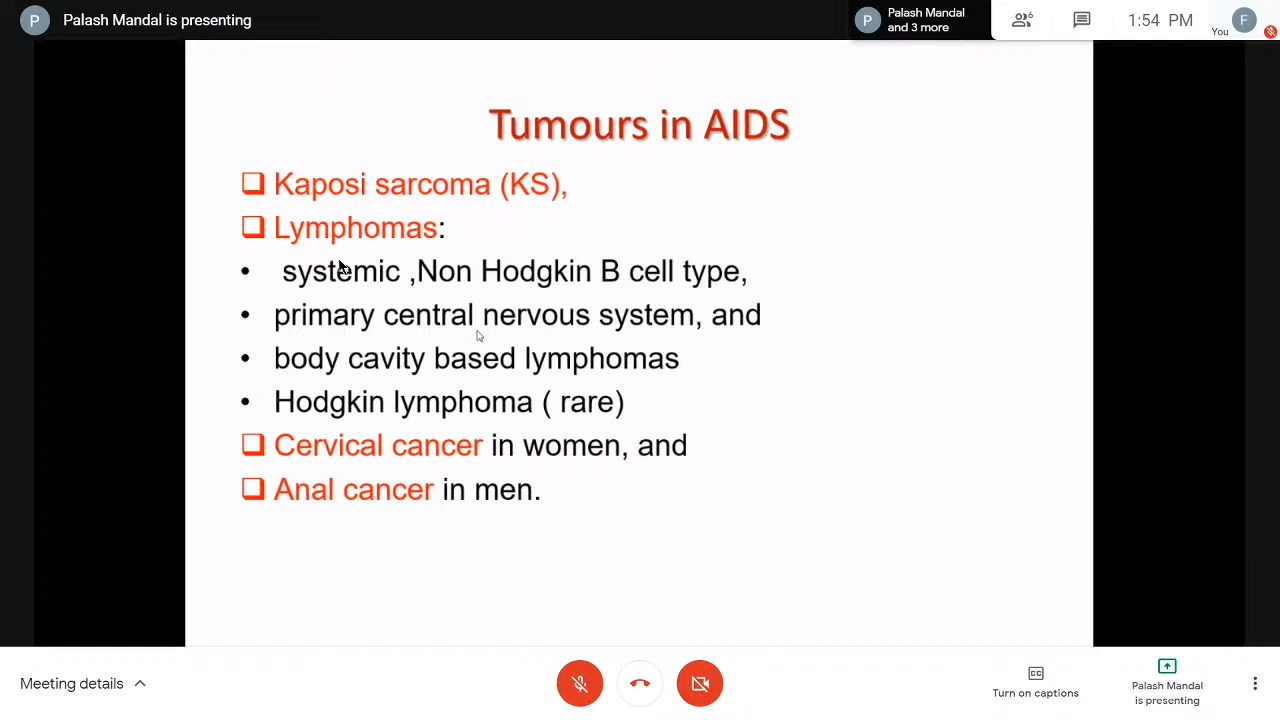 P Palash Mandal is presenting
P Palash Mandal and 3 more
6
1:54 PM
You
F
Tumours in AIDS
❑ Kaposi sarcoma (KS),
❑ Lymphomas:
• systemic ,Non Hodgkin B cell type,
• primary central nervous system, and
• body cavity based lymphomas
• Hodgkin lymphoma ( rare)
❑ Cervical cancer in women, and
❑ Anal cancer in men.
Meeting details
CC
Turn on captions
Palash Mandal
is presenting